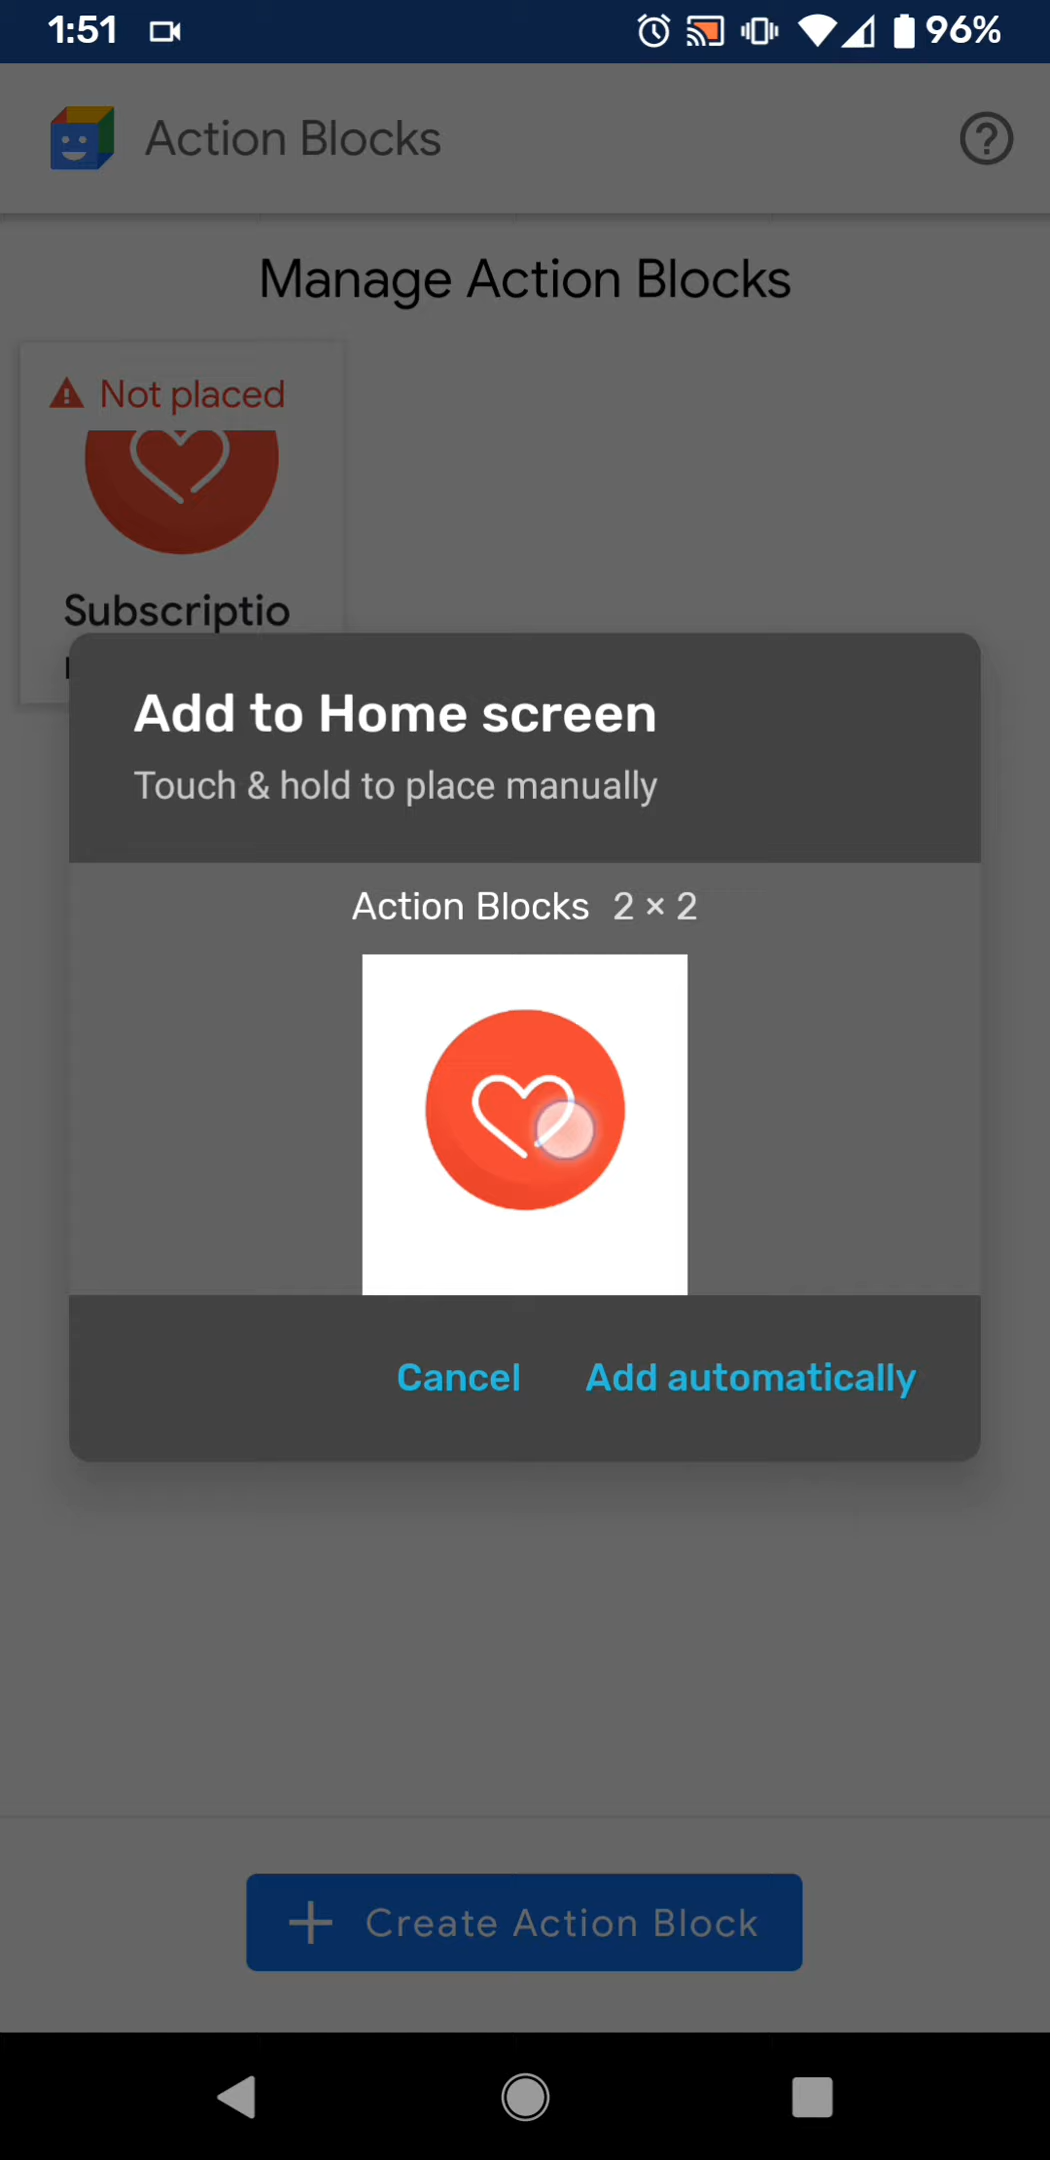 1:51
96%
Action Blocks
Manage Action Blocks
Not placed
Subscriptio
Add to Home screen
Touch & hold to place manually
Action Blocks 2 × 2
Cancel
Add automatically
Create Action Block